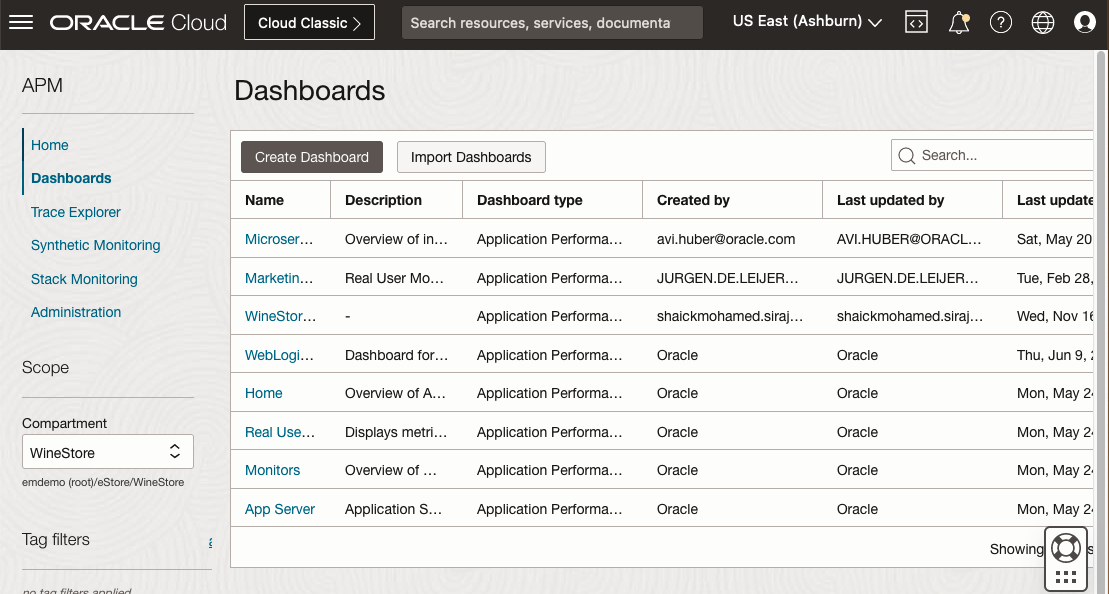 ORACLE Cloud
Cloud Classic >
Search resources, services, documenta
US East (Ashburn)
APM
Home
Dashboards
Trace Explorer
Synthetic Monitoring
Stack Monitoring
Administration
Scope
Compartment
WineStore
emdemo (root)/eStore/WineStore
Tag filters
no tag filters applied
Dashboards
Create Dashboard
Import Dashboards
Search...
Name Description Dashboard type Created by Last updated by Last update
Microser... Overview of in... Application Performa... avi.huber@oracle.com AVI.HUBER@ORACL... Sat, May 20
Marketin... Real User Mo... Application Performa... JURGEN.DE.LEIJER... JURGEN.DE.LEIJER... Tue, Feb 28,
WineStor... - Application Performa... shaickmohamed.siraj... shaickmohamed.siraj... Wed, Nov 16
WebLogi... Dashboard for... Application Performa... Oracle Oracle Thu, Jun 9,
Home Overview of A... Application Performa... Oracle Oracle Mon, May 24
Real Use... Displays metri... Application Performa... Oracle Oracle Mon, May 24
Monitors Overview of ... Application Performa... Oracle Oracle Mon, May 24
App Server Application S... Application Performa... Oracle Oracle Mon, May 24
Showing